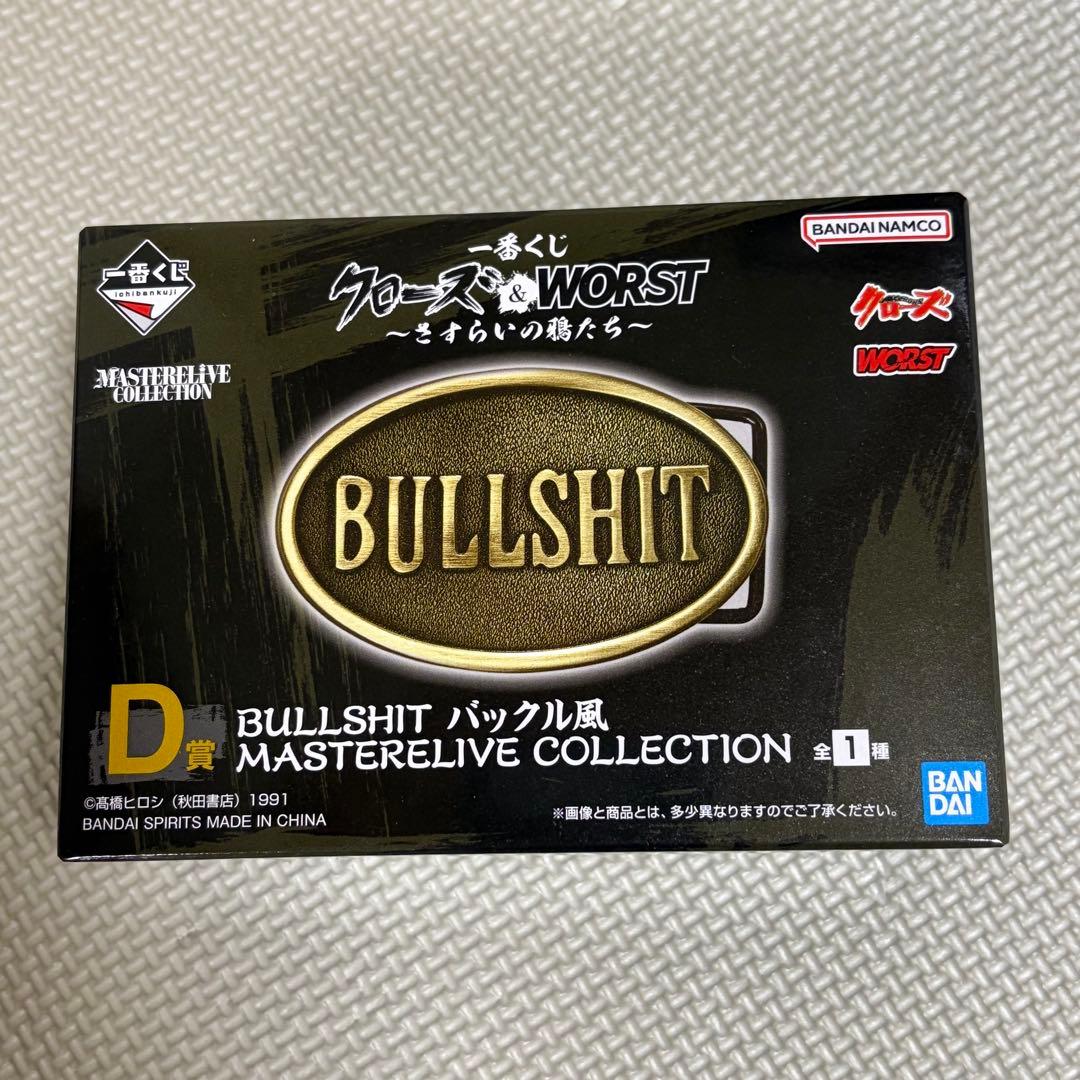 一番くじ
ichibankuji
MASTERELIVE
COLLECTION
一番くじ
クローズ&WORST
～さすらいの鴉たち～
BANDAI NAMCO
クローズ
WORST
BULLSHIT
D賞
BULLSHIT バックル風
MASTERELIVE COLLECTION 全1種
©髙橋ヒロシ（秋田書店）1991
BANDAI SPIRITS MADE IN CHINA
※画像と商品とは、多少異なりますのでご了承ください。
BAN
DAI